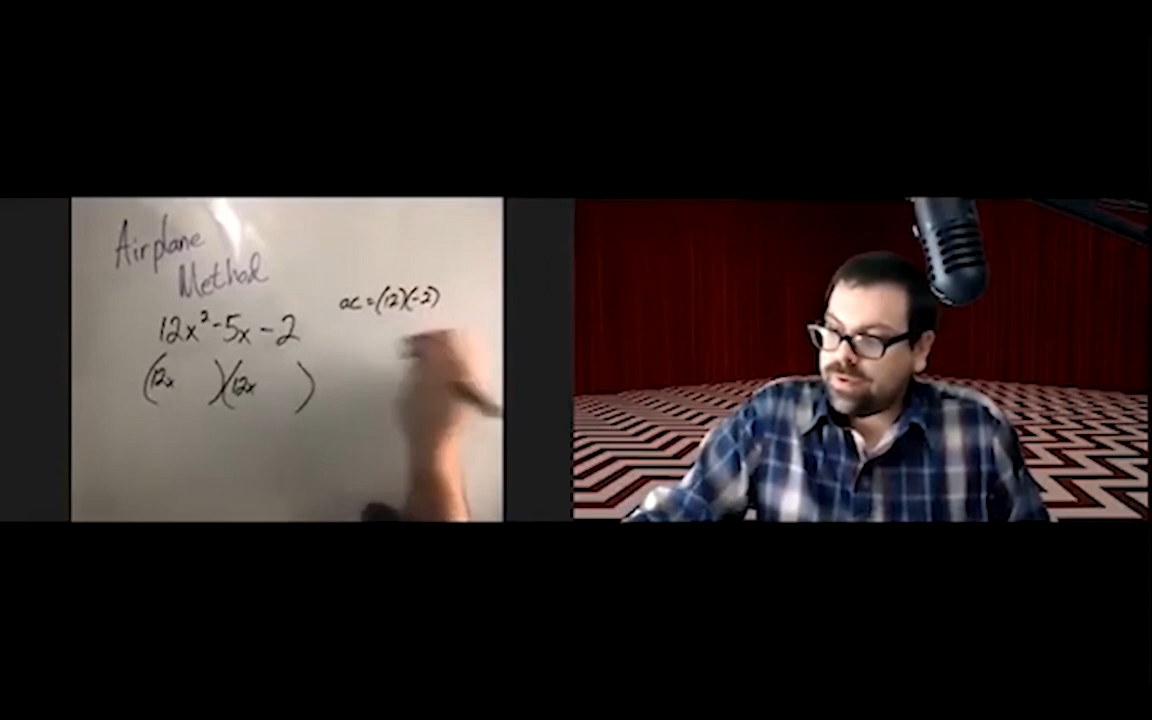 Airplane
Method
ac = (12)(-2)
12x² - 5x - 2
(12x )(12x )